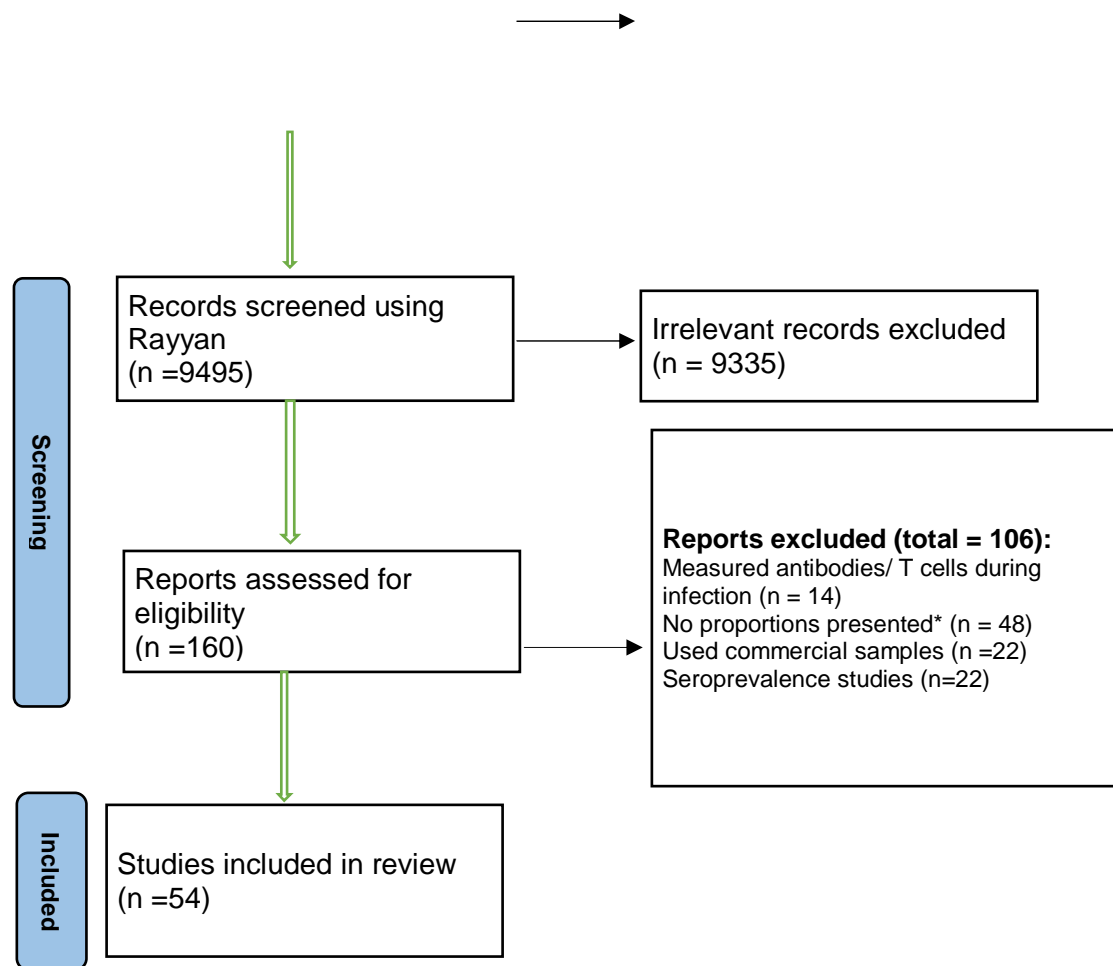 Screening
Records screened using
Rayyan
(n =9495)
Irrelevant records excluded
(n = 9335)
Reports assessed for
eligibility
(n =160)
Reports excluded (total = 106):
Measured antibodies/ T cells during
infection (n = 14)
No proportions presented* (n = 48)
Used commercial samples (n =22)
Seroprevalence studies (n=22)
Included
Studies included in review
(n =54)